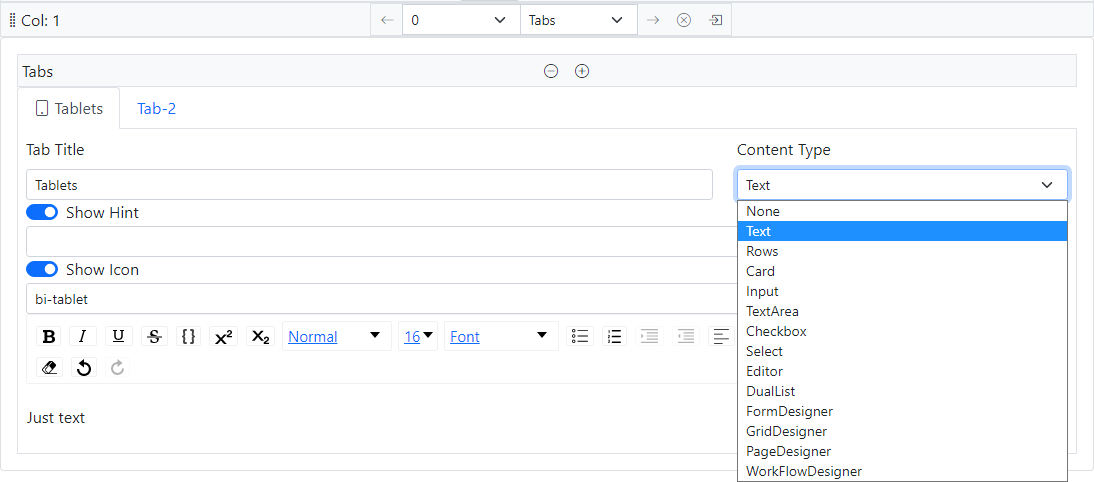 Col: 1 0 Tabs
Tabs
Tablets Tab-2
Tab Title Content Type
Tablets Text
Show Hint None
Text
Rows
Show Icon Card
bi-tablet Input
TextArea
B I U S {} X² X₂ Normal 16 Font Checkbox
Select
Editor
DualList
Just text FormDesigner
GridDesigner
PageDesigner
WorkFlowDesigner